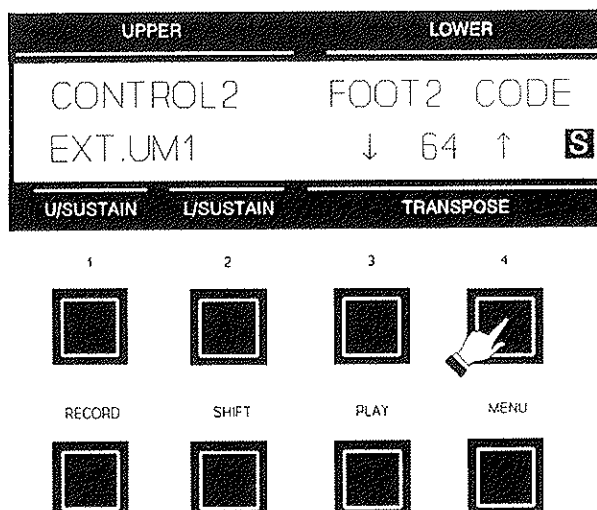 UPPER LOWER
CONTROL2 FOOT2 CODE
EXT.UM1 ↓ 64 ↑ S
U/SUSTAIN L/SUSTAIN TRANSPOSE
1 2 3 4
RECORD SHIFT PLAY MENU